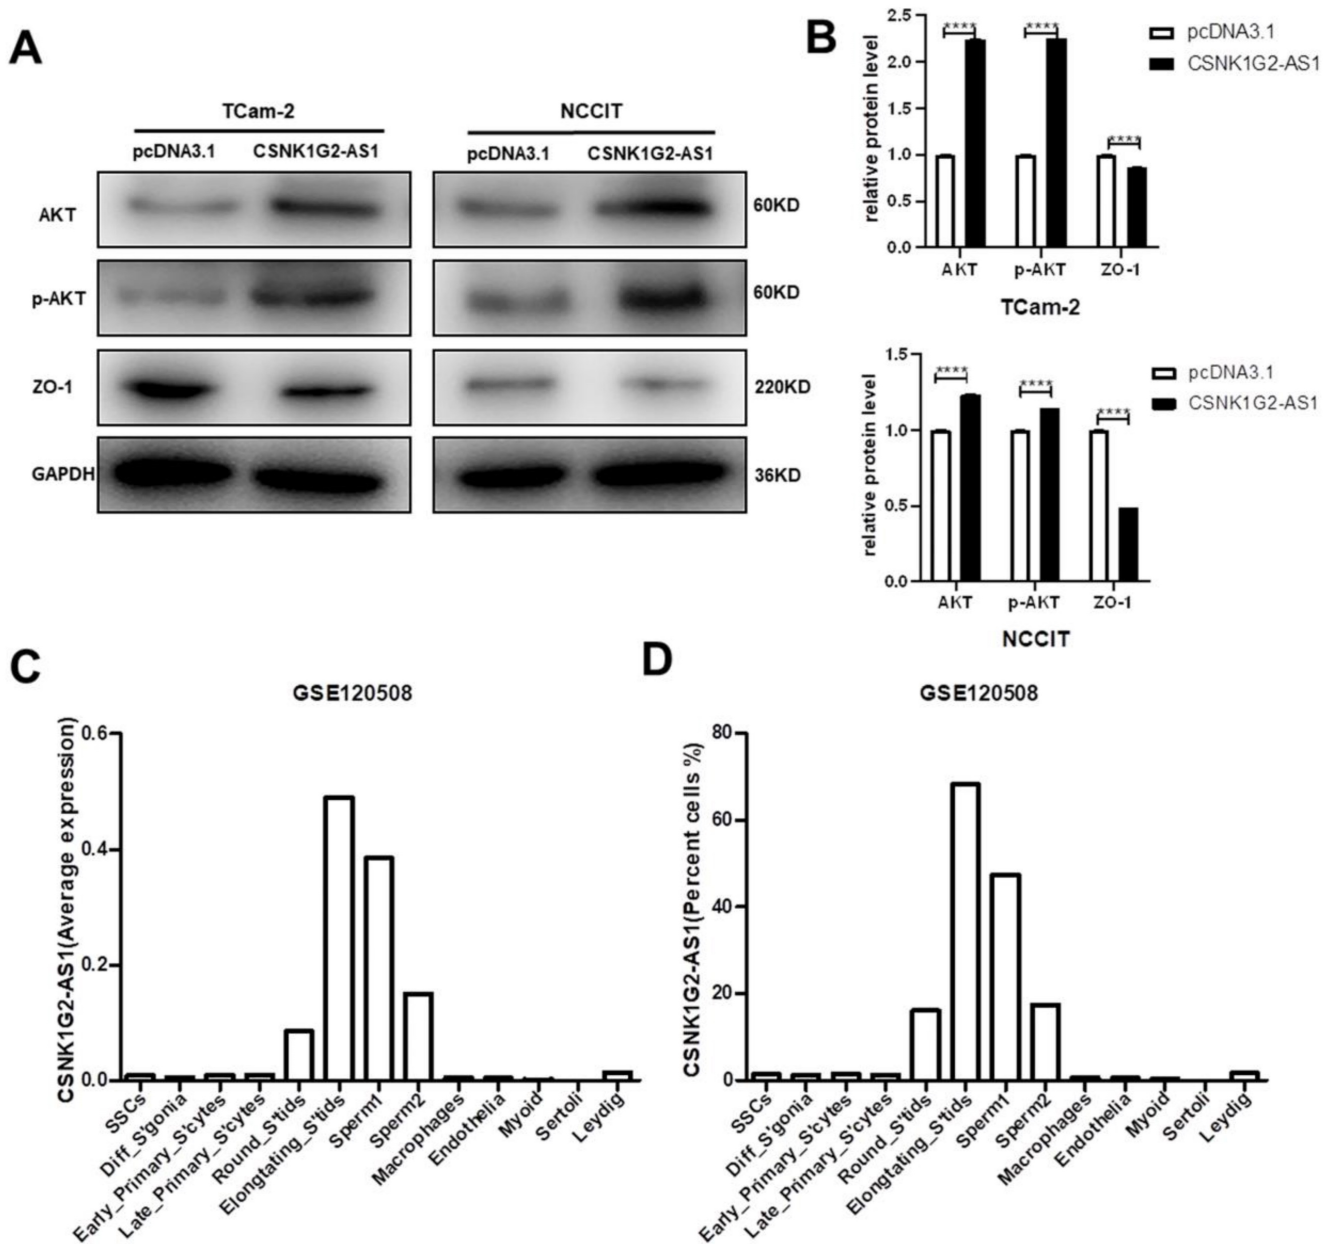 A
TCam-2
NCCIT
pcDNA3.1
CSNK1G2-AS1
pcDNA3.1
CSNK1G2-AS1
AKT
60KD
p-AKT
60KD
ZO-1
220KD
GAPDH
36KD
B
relative protein level
2.5
2.0
1.5
1.0
0.5
0.0
****
****
****
AKT
p-AKT
ZO-1
TCam-2
pcDNA3.1
CSNK1G2-AS1
relative protein level
1.5
1.0
0.5
0.0
****
****
****
AKT
p-AKT
ZO-1
NCCIT
pcDNA3.1
CSNK1G2-AS1
C
GSE120508
CSNK1G2-AS1(Average expression)
0.6
0.4
0.2
0.0
SSCs
Diff_S'gonia
Early_Primary_S'cytes
Late_Primary_S'cytes
Round_S'tids
Elongtating_S'tids
Sperm1
Sperm2
Macrophages
Endothelia
Myoid
Sertoli
Leydig
D
GSE120508
CSNK1G2-AS1(Percent cells %)
80
60
40
20
0
SSCs
Diff_S'gonia
Early_Primary_S'cytes
Late_Primary_S'cytes
Round_S'tids
Elongtating_S'tids
Sperm1
Sperm2
Macrophages
Endothelia
Myoid
Sertoli
Leydig